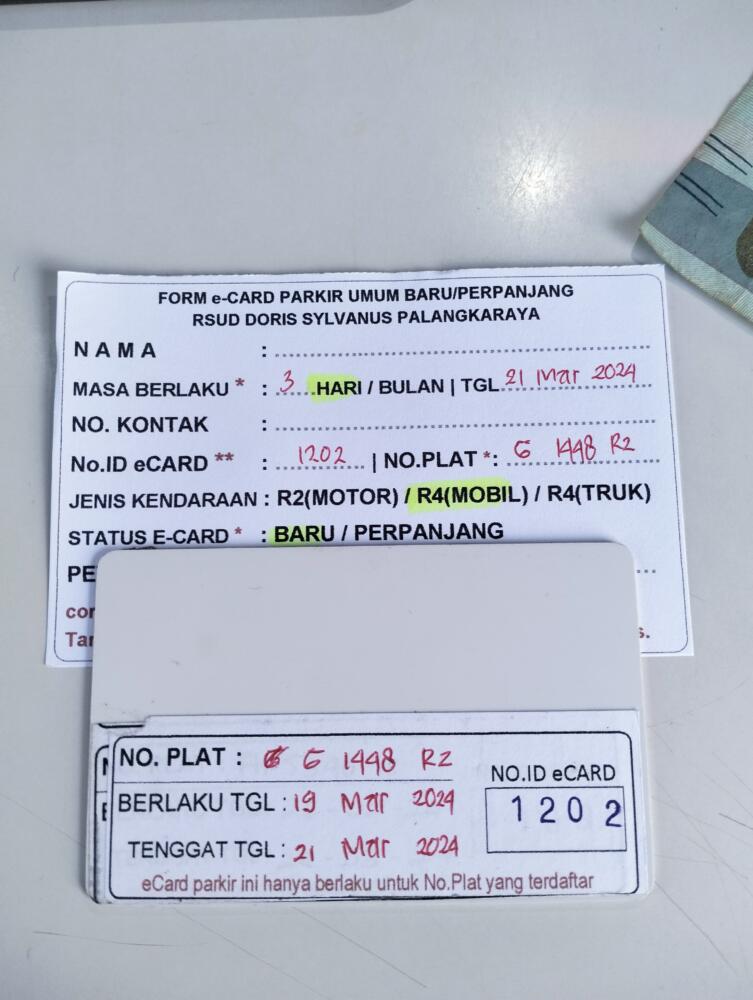 FORM e-CARD PARKIR UMUM BARU/PERPANJANG
RSUD DORIS SYLVANUS PALANGKARAYA
NAMA :
MASA BERLAKU * : 3 HARI / BULAN | TGL 21 Mar 2024
NO. KONTAK :
No.ID eCARD ** : 1202 | NO.PLAT *: G 1448 RZ
JENIS KENDARAAN : R2(MOTOR) / R4(MOBIL) / R4(TRUK)
STATUS E-CARD * : BARU / PERPANJANG
NO. PLAT : G 1448 RZ
NO.ID eCARD
BERLAKU TGL : 19 Mar 2024
1202
TENGGAT TGL : 21 Mar 2024
eCard parkir ini hanya berlaku untuk No.Plat yang terdaftar